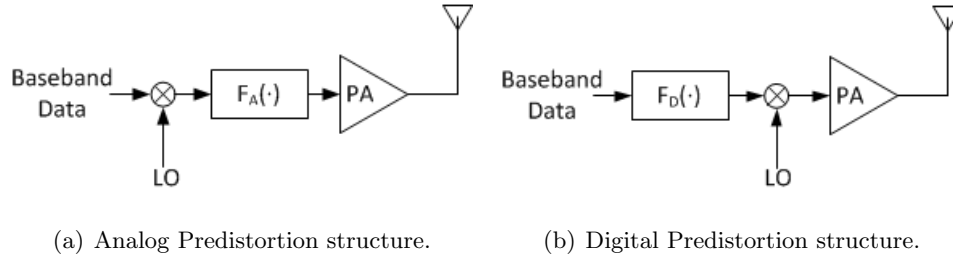 Baseband
Data
F_A(·)
PA
LO
Baseband
Data
F_D(·)
PA
LO
(a) Analog Predistortion structure.
(b) Digital Predistortion structure.